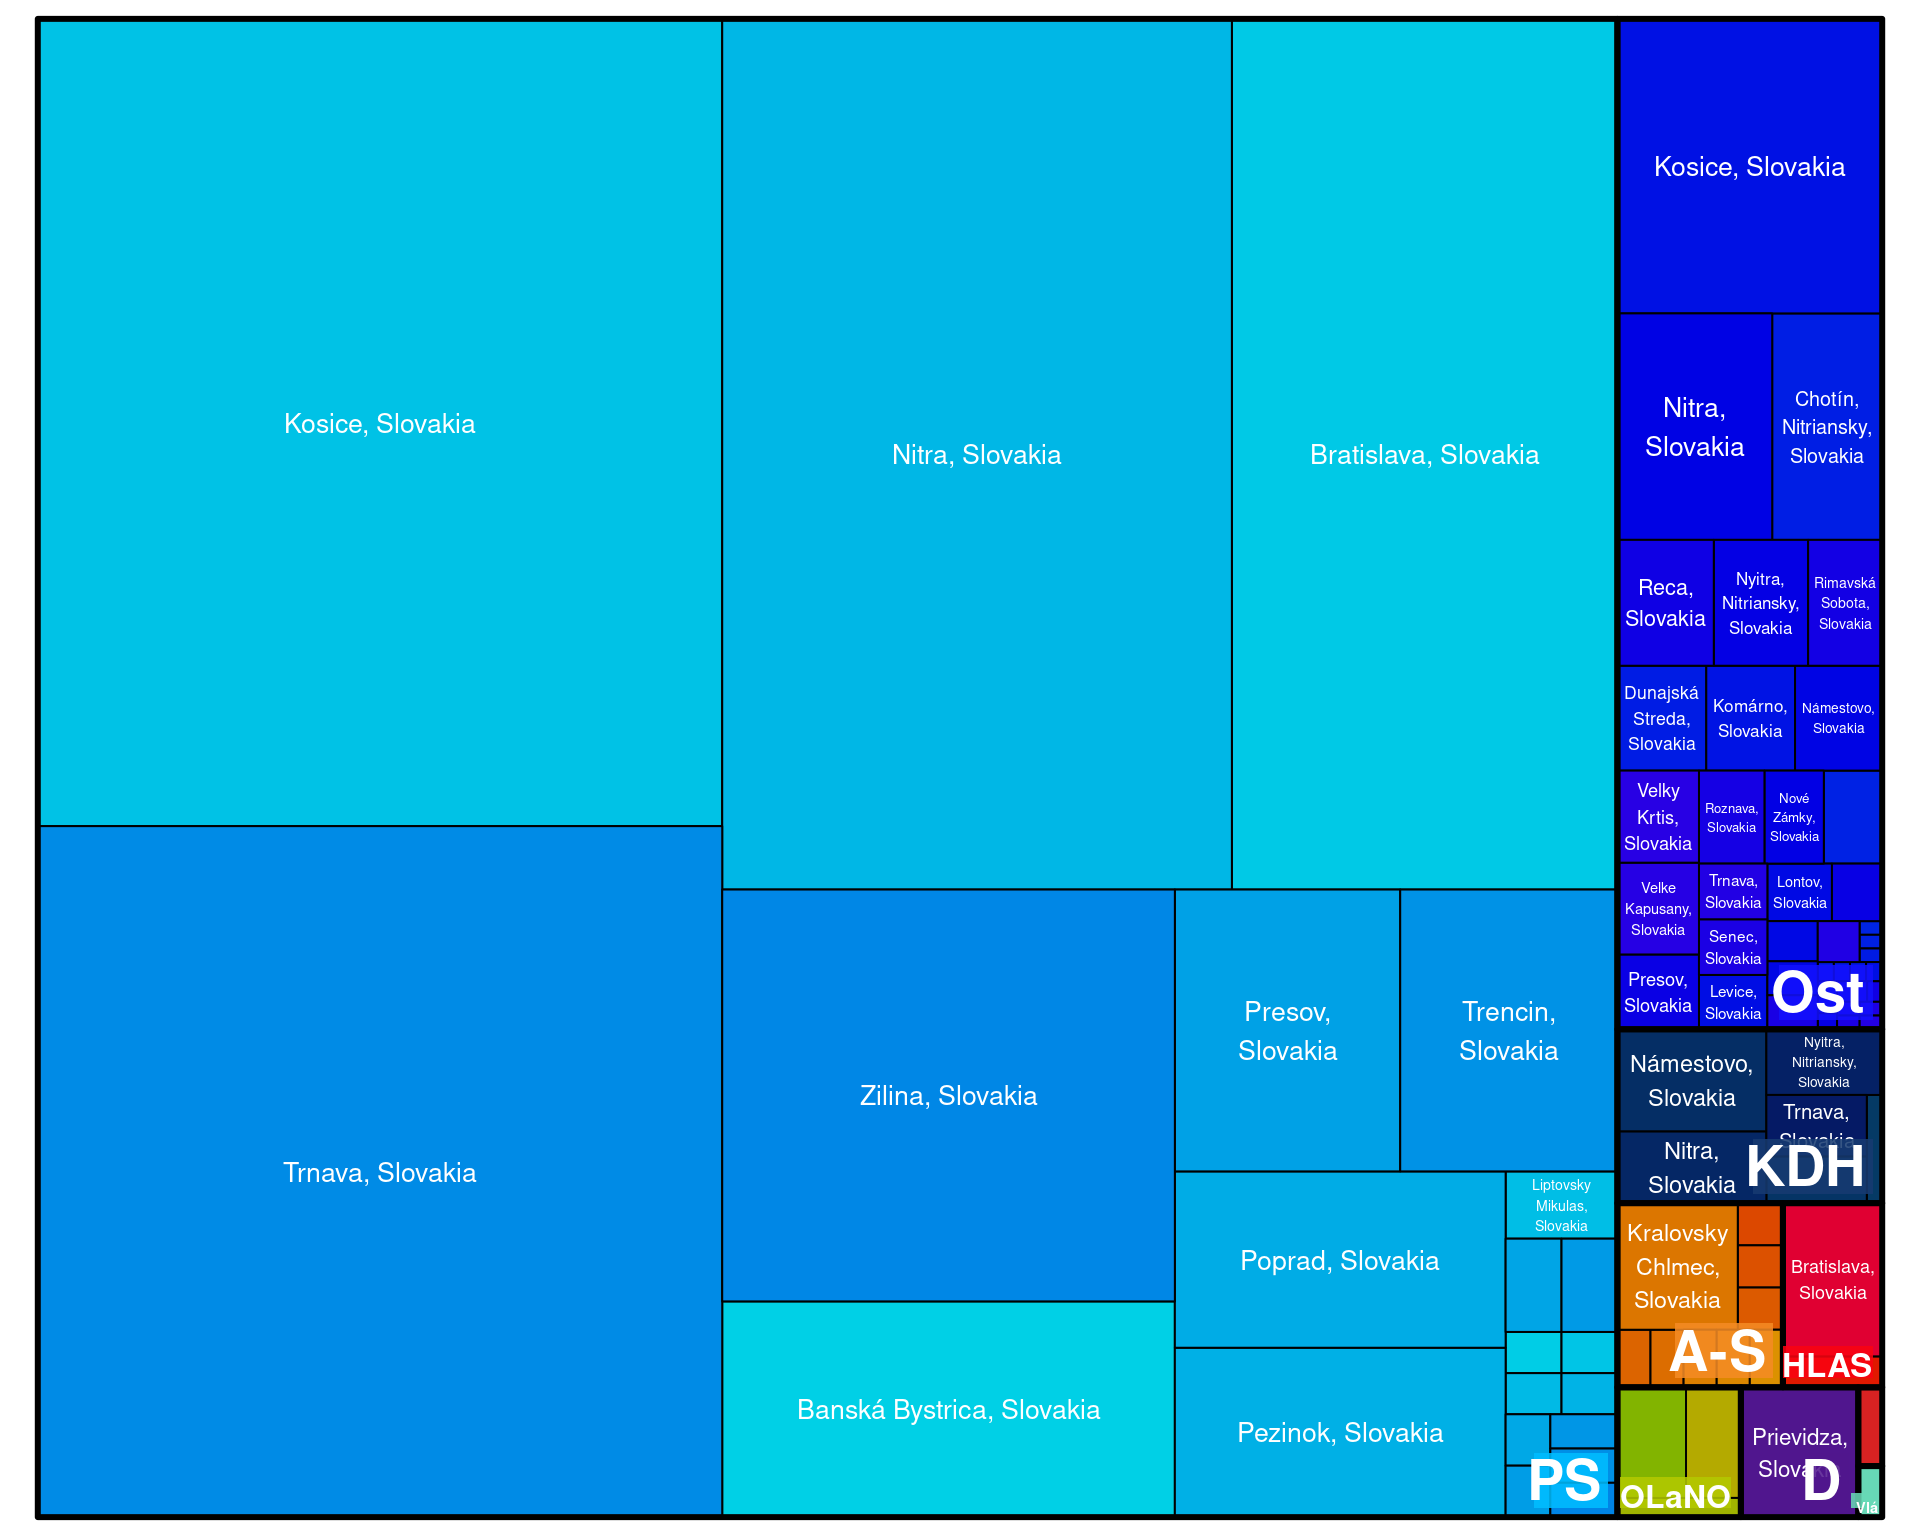 Kosice, Slovakia
Trnava, Slovakia
Nitra, Slovakia
Bratislava, Slovakia
Zilina, Slovakia
Banská Bystrica, Slovakia
Presov,
Slovakia
Trencin,
Slovakia
Poprad, Slovakia
Pezinok, Slovakia
Liptovsky
Mikulas,
Slovakia
PS
Kosice, Slovakia
Nitra,
Slovakia
Chotín,
Nitriansky,
Slovakia
Reca,
Slovakia
Nyitra,
Nitriansky,
Slovakia
Rimavská
Sobota,
Slovakia
Dunajská
Streda,
Slovakia
Komárno,
Slovakia
Námestovo,
Slovakia
Velky
Krtis,
Slovakia
Roznava,
Slovakia
Nové
Zámky,
Slovakia
Velke
Kapusany,
Slovakia
Trnava,
Slovakia
Lontov,
Slovakia
Senec,
Slovakia
Presov,
Slovakia
Levice,
Slovakia
Ost
Námestovo,
Slovakia
Nyitra,
Nitriansky,
Slovakia
Trnava,
Slovakia
Nitra,
Slovakia
KDH
Kralovsky
Chlmec,
Slovakia
A-S
Bratislava,
Slovakia
HLAS
OLaNO
Prievidza,
Slovakia
D
Vlá